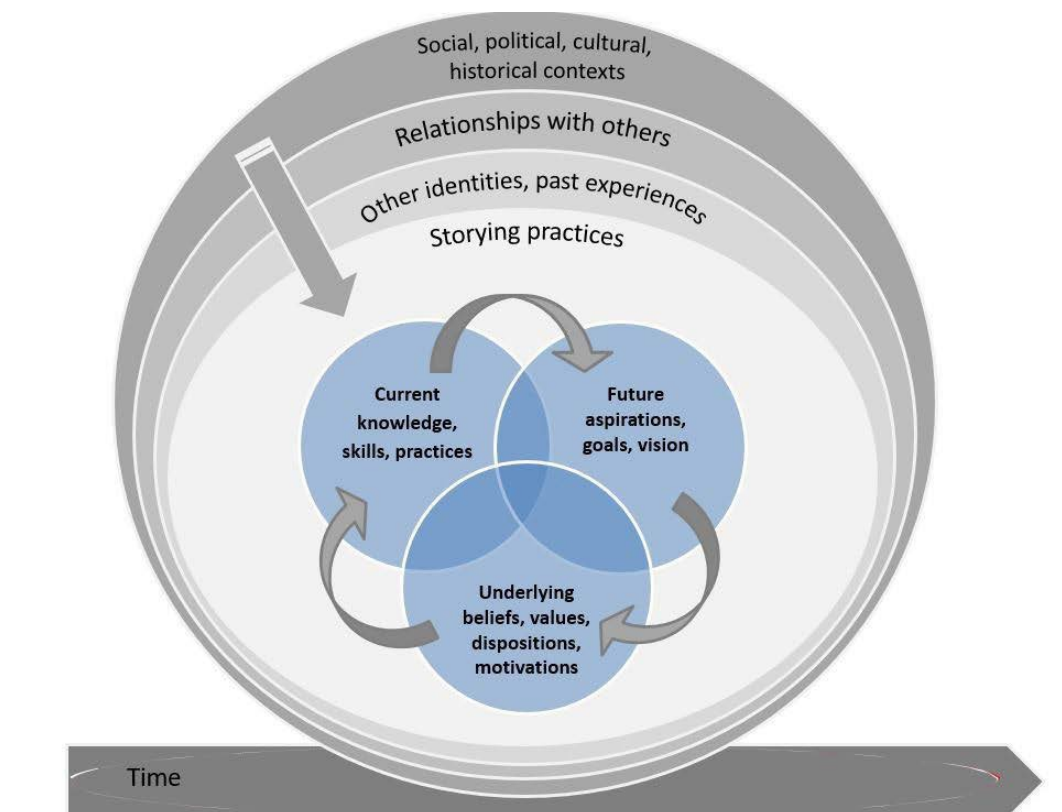 Social, political, cultural,
historical contexts
Relationships with others
Other identities, past experiences
Storying practices
Current
knowledge,
skills, practices
Future
aspirations,
goals, vision
Underlying
beliefs, values,
dispositions,
motivations
Time